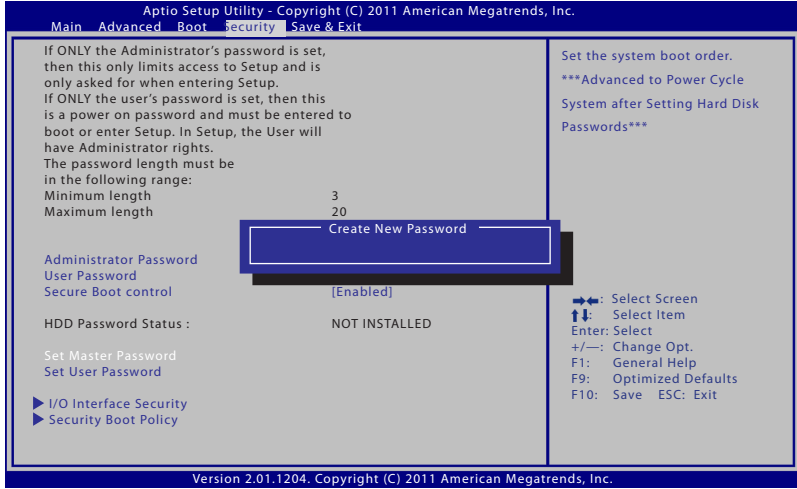 Aptio Setup Utility - Copyright (C) 2011 American Megatrends, Inc.
Main Advanced Boot Security Save & Exit
If ONLY the Administrator's password is set,
then this only limits access to Setup and is
only asked for when entering Setup.
If ONLY the user's password is set, then this
is a power on password and must be entered to
boot or enter Setup. In Setup, the User will
have Administrator rights.
The password length must be
in the following range:
Minimum length 3
Maximum length 20
Create New Password
Administrator Password
User Password
Secure Boot control [Enabled]
HDD Password Status : NOT INSTALLED
Set Master Password
Set User Password
I/O Interface Security
Security Boot Policy
Set the system boot order.
***Advanced to Power Cycle
System after Setting Hard Disk
Passwords***
→←: Select Screen
↑↓: Select Item
Enter: Select
+/—: Change Opt.
F1: General Help
F9: Optimized Defaults
F10: Save ESC: Exit
Version 2.01.1204. Copyright (C) 2011 American Megatrends, Inc.